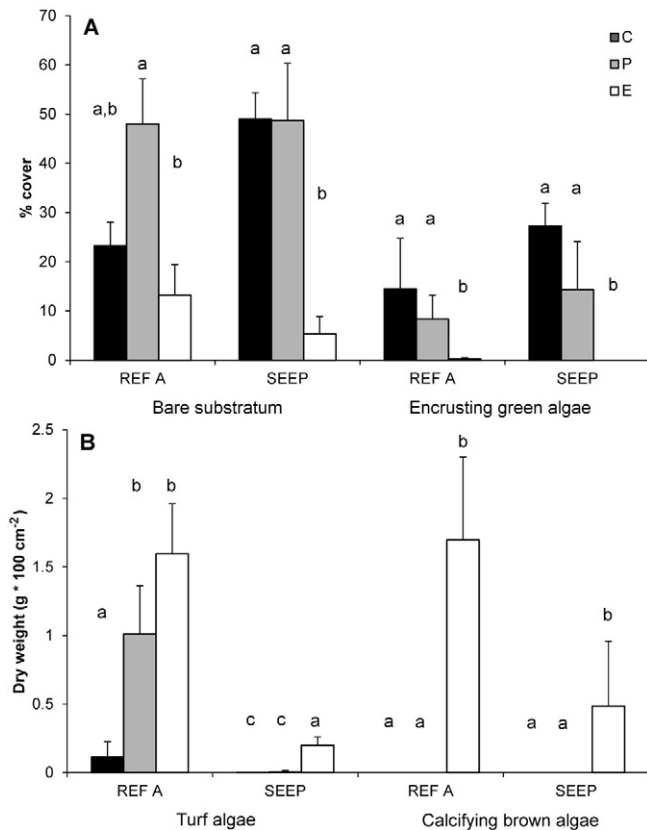 A
70
60
50
40
30
20
10
0
% cover
a,b a b a a b a a b a a b
C
P
E
REF A SEEP REF A SEEP
Bare substratum Encrusting green algae
B
2.5
2
1.5
1
0.5
0
Dry weight (g * 100 cm⁻²)
a b b c c a a a b a a b
REF A SEEP REF A SEEP
Turf algae Calcifying brown algae